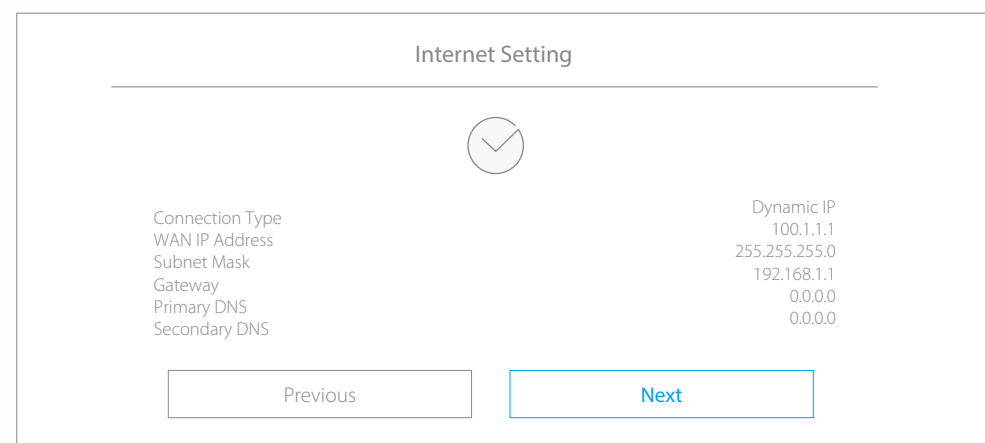 Internet Setting
Connection Type Dynamic IP
WAN IP Address 100.1.1.1
Subnet Mask 255.255.255.0
Gateway 192.168.1.1
Primary DNS 0.0.0.0
Secondary DNS 0.0.0.0
Previous Next